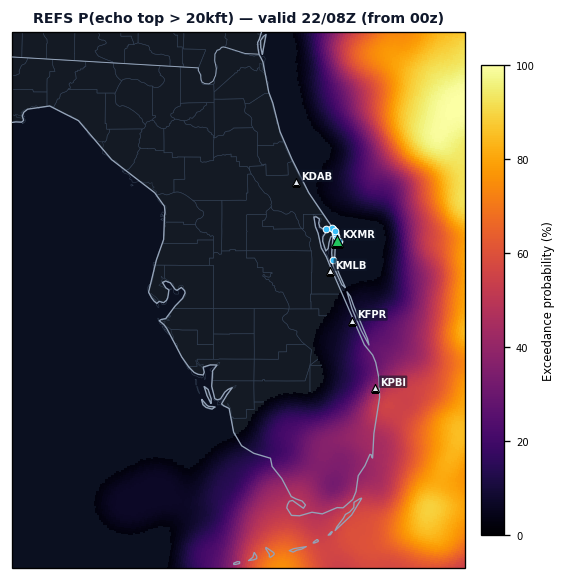 REFS P(echo top > 20kft) — valid 22/08Z (from 00z)
KDAB
KXMR
KMLB
KFPR
KPBI
100
80
60
40
20
0
Exceedance probability (%)